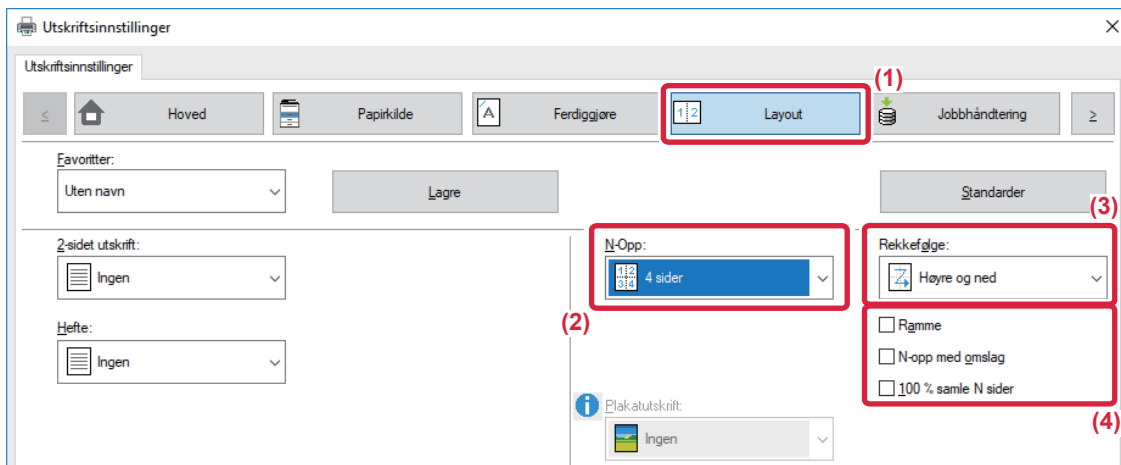 Utskriftsinnstillinger
Utskriftsinnstillinger
(1)
≤ Hoved Papirkilde Ferdiggjøre Layout Jobbhåndtering ≥
Favoritter:
Uten navn Lagre Standarder
(3)
2-sidet utskrift: N-Opp: Rekkefølge:
Ingen 4 sider Høyre og ned
(2)
Hefte: Ramme
Ingen N-opp med omslag
100 % samle N sider
(4)
Plakatutskrift:
Ingen